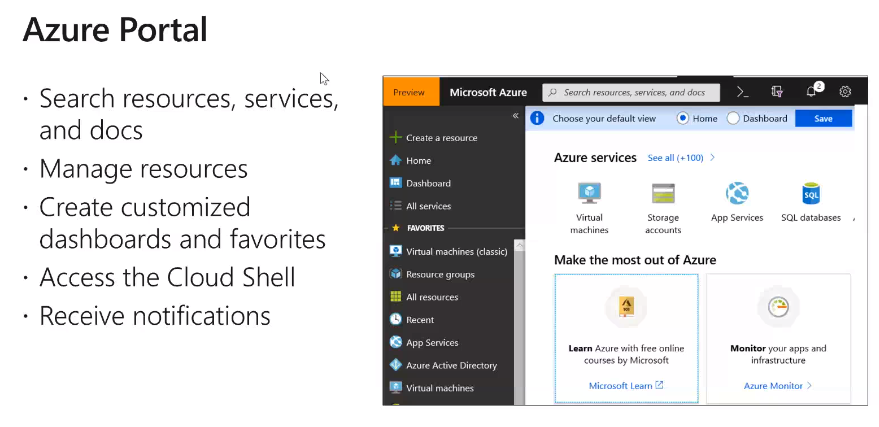 Azure Portal
· Search resources, services,
and docs
· Manage resources
· Create customized
dashboards and favorites
· Access the Cloud Shell
· Receive notifications
Preview
Microsoft Azure
Search resources, services, and docs
2
Choose your default view
Home
Dashboard
Save
Create a resource
Home
Dashboard
All services
FAVORITES
Virtual machines (classic)
Resource groups
All resources
Recent
App Services
Azure Active Directory
Virtual machines
Azure services
See all (+100)
Virtual
machines
Storage
accounts
App Services
SQL
SQL databases
Make the most out of Azure
Learn Azure with free online
courses by Microsoft
Microsoft Learn
Monitor your apps and
infrastructure
Azure Monitor